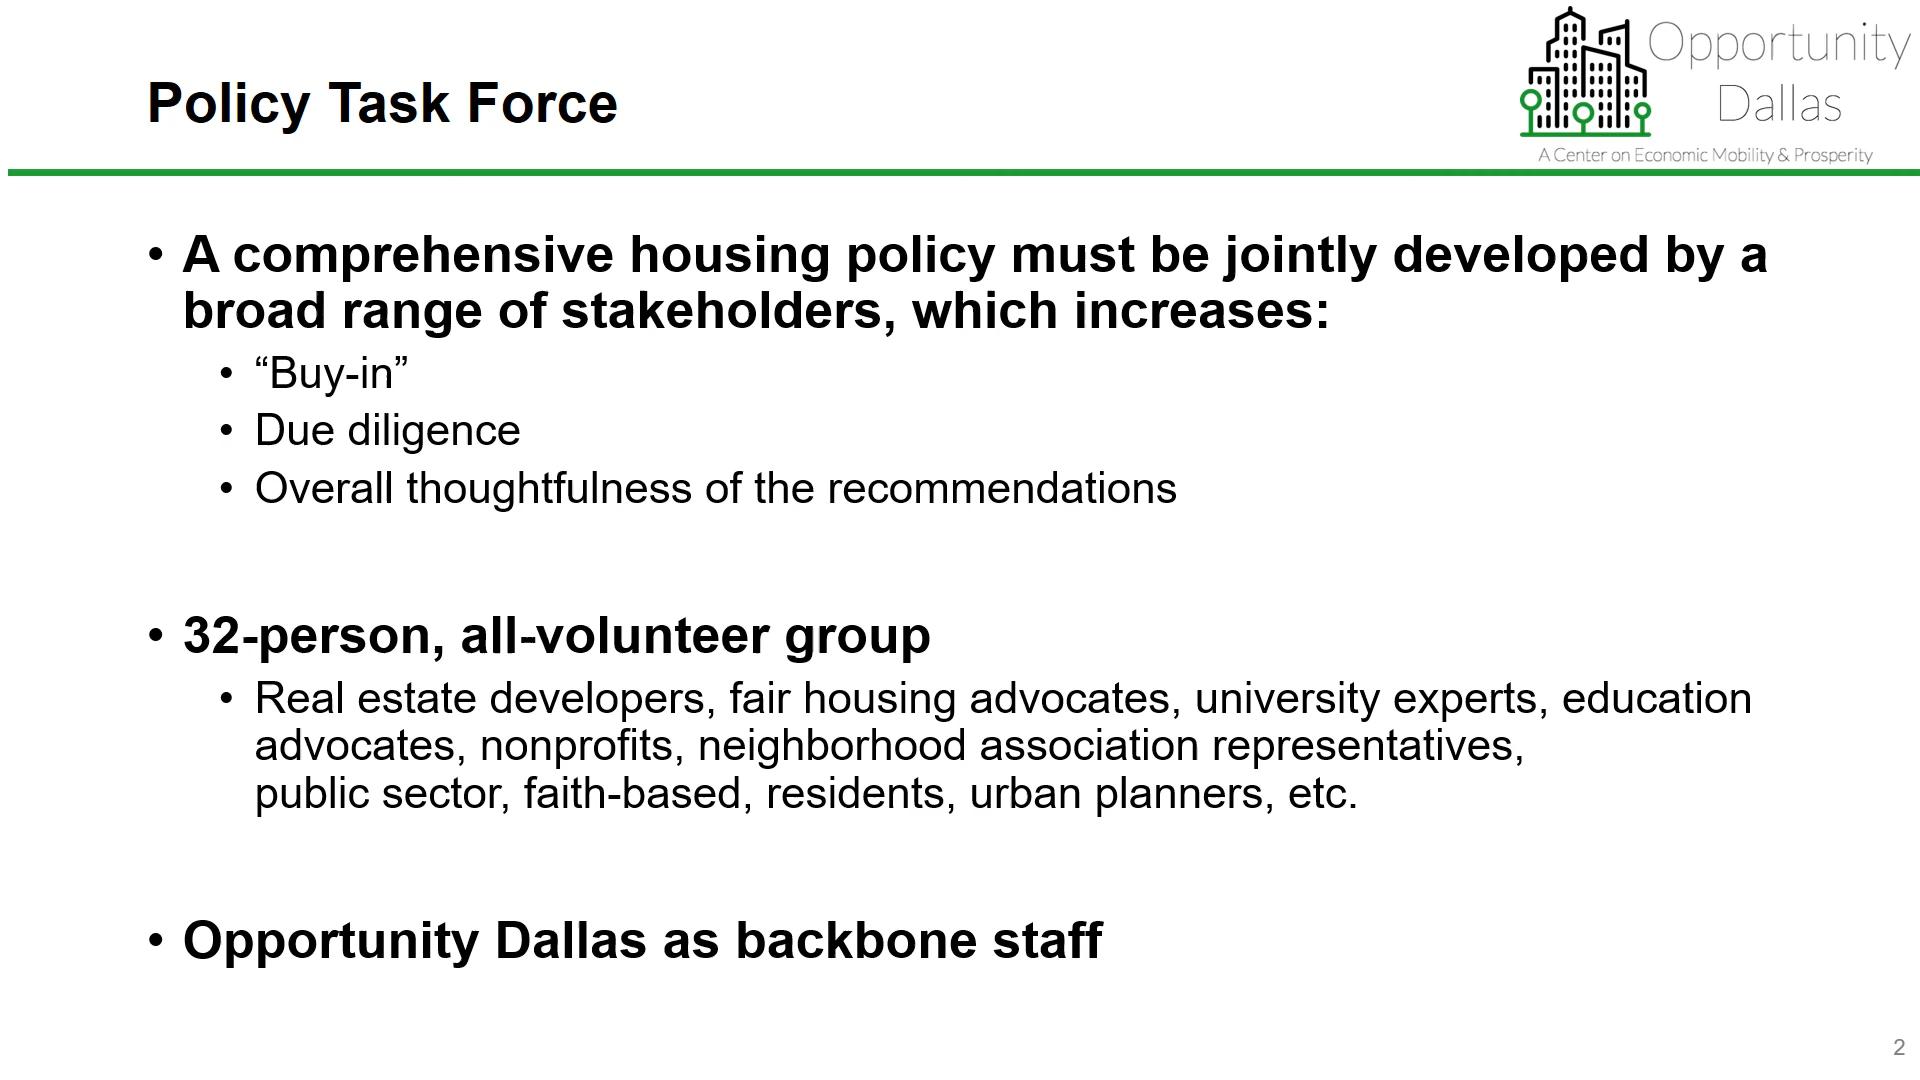 Opportunity
Dallas
A Center on Economic Mobility & Prosperity
Policy Task Force
• A comprehensive housing policy must be jointly developed by a
broad range of stakeholders, which increases:
• “Buy-in”
• Due diligence
• Overall thoughtfulness of the recommendations
• 32-person, all-volunteer group
• Real estate developers, fair housing advocates, university experts, education
advocates, nonprofits, neighborhood association representatives,
public sector, faith-based, residents, urban planners, etc.
• Opportunity Dallas as backbone staff
2